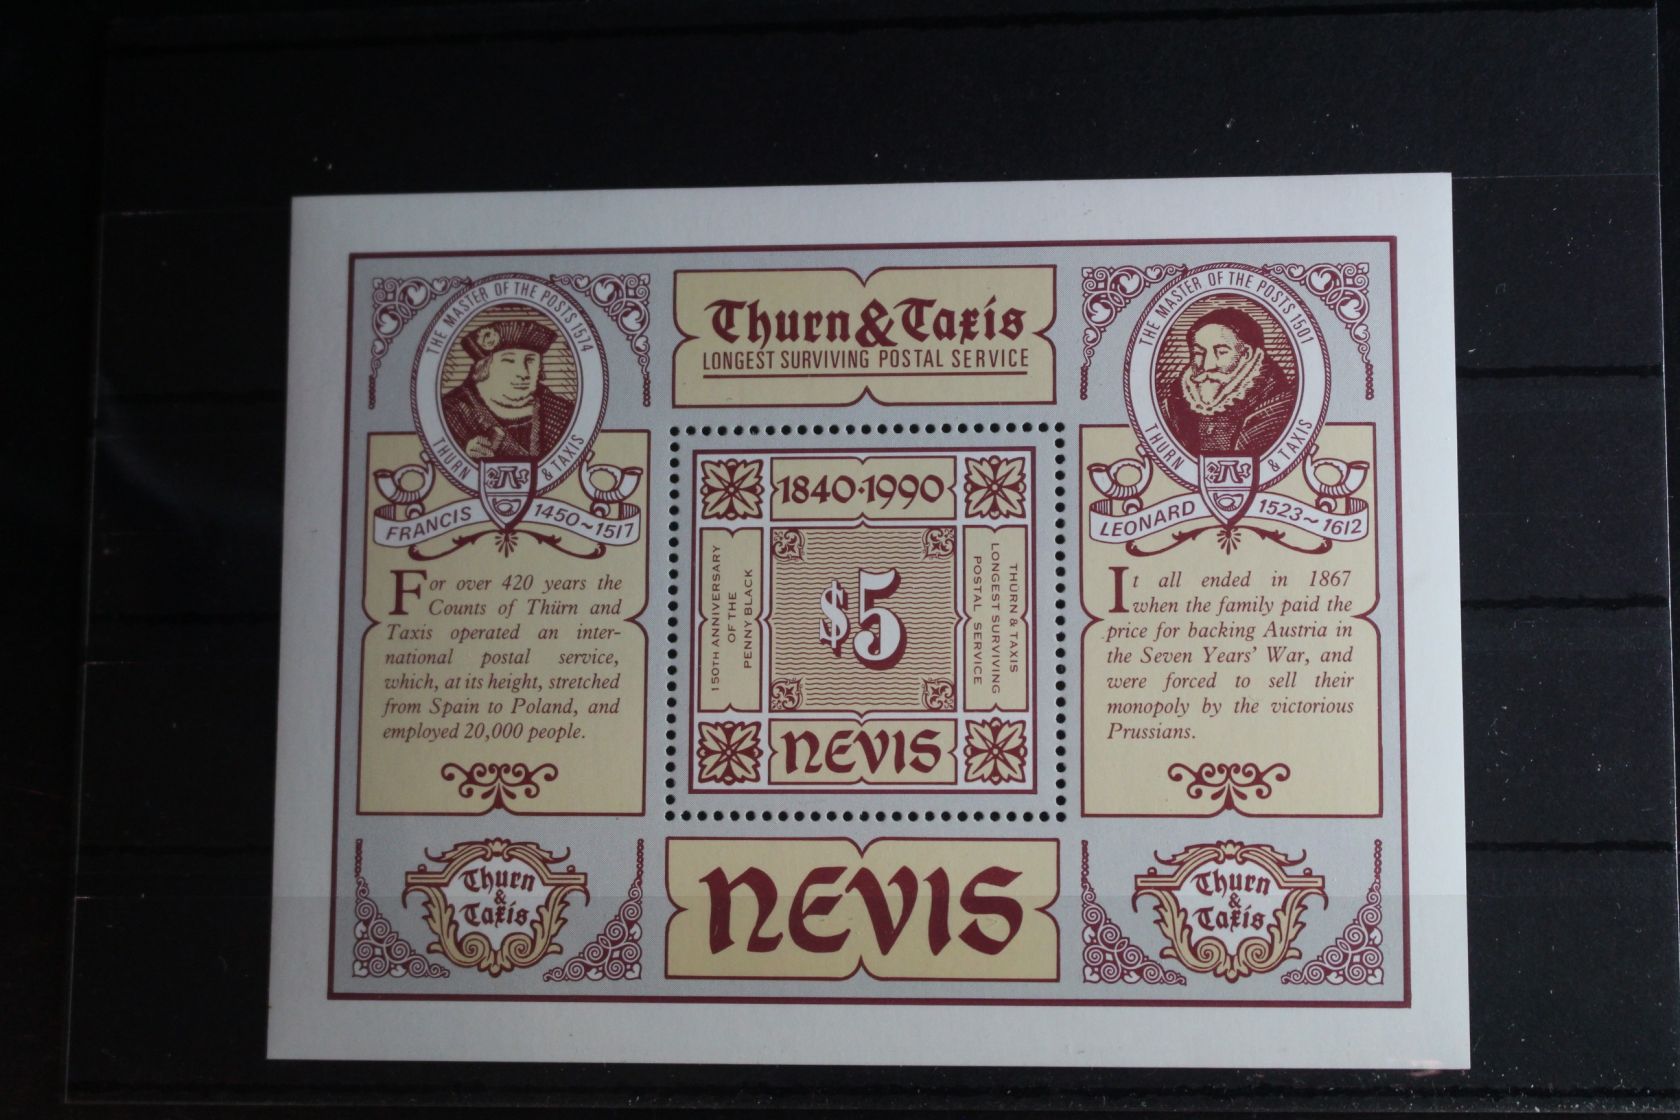 THE MASTER OF THE POSTS 1574
THURN & TAXIS
FRANCIS 1450~1517
For over 420 years the
Counts of Thürn and
Taxis operated an inter-
national postal service,
which, at its height, stretched
from Spain to Poland, and
employed 20,000 people.
Thurn
&
Taxis
Thurn & Taxis
LONGEST SURVIVING POSTAL SERVICE
1840·1990
150TH ANNIVERSARY
OF THE
PENNY BLACK
$5
THÜRN & TAXIS
LONGEST SURVIVING
POSTAL SERVICE
NEVIS
NEVIS
THE MASTER OF THE POSTS 1501
THURN & TAXIS
LEONARD 1523~1612
It all ended in 1867
when the family paid the
price for backing Austria in
the Seven Years' War, and
were forced to sell their
monopoly by the victorious
Prussians.
Thurn
&
Taxis